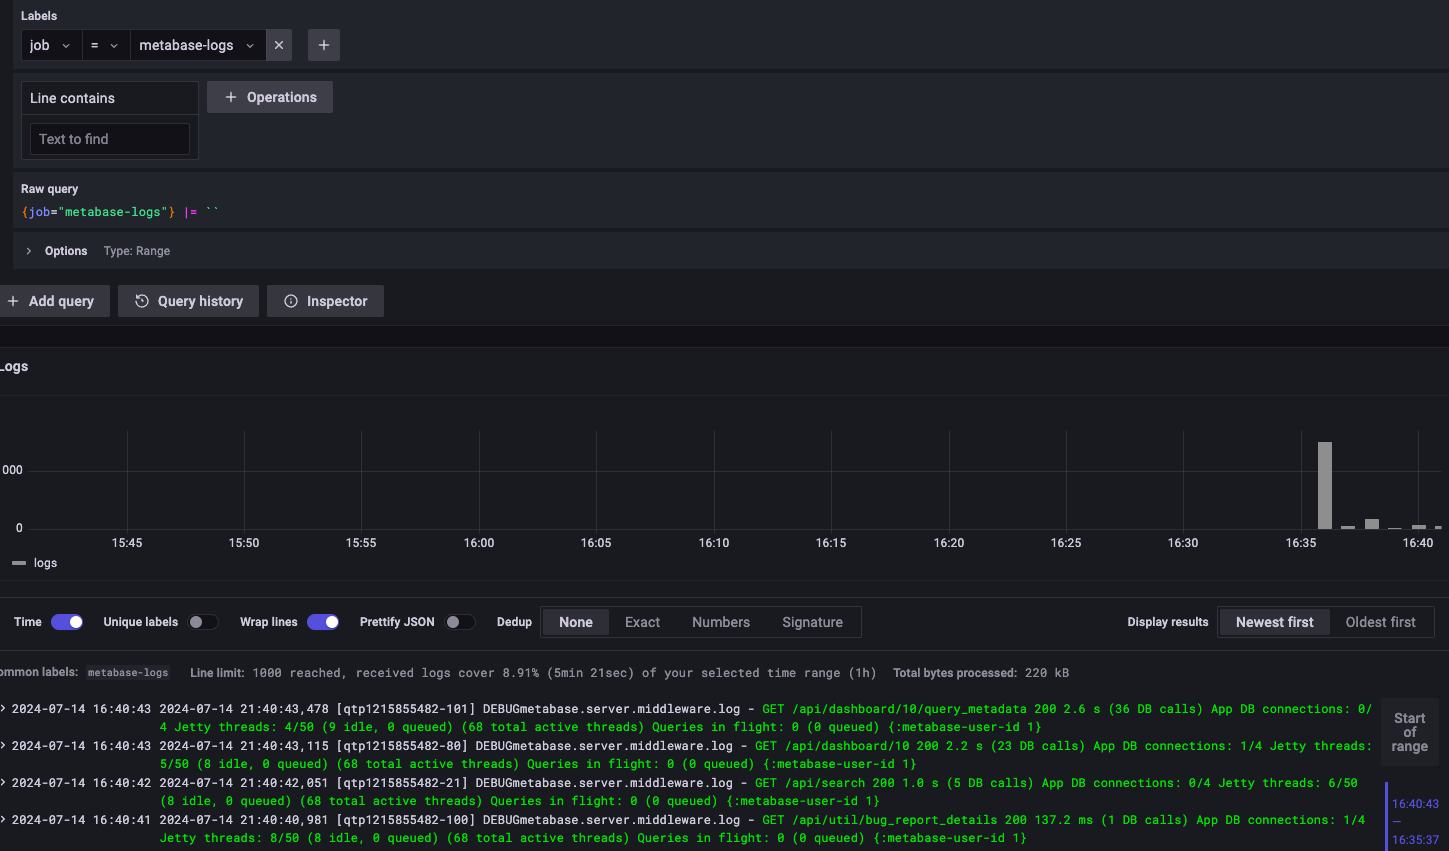 Labels
job = metabase-logs
Line contains
Operations
Text to find
Raw query
{job="metabase-logs"} |= ``
Options Type: Range
Add query Query history Inspector
Logs
000
0
15:45 15:50 15:55 16:00 16:05 16:10 16:15 16:20 16:25 16:30 16:35 16:40
logs
Time Unique labels Wrap lines Prettify JSON Dedup None Exact Numbers Signature Display results Newest first Oldest first
ommon labels: metabase-logs Line limit: 1000 reached, received logs cover 8.91% (5min 21sec) of your selected time range (1h) Total bytes processed: 220 kB
2024-07-14 16:40:43 2024-07-14 21:40:43,478 [qtp1215855482-101] DEBUGmetabase.server.middleware.log - GET /api/dashboard/10/query_metadata 200 2.6 s (36 DB calls) App DB connections: 0/
4 Jetty threads: 4/50 (9 idle, 0 queued) (68 total active threads) Queries in flight: 0 (0 queued) {:metabase-user-id 1}
2024-07-14 16:40:43 2024-07-14 21:40:43,115 [qtp1215855482-80] DEBUGmetabase.server.middleware.log - GET /api/dashboard/10 200 2.2 s (23 DB calls) App DB connections: 1/4 Jetty threads:
5/50 (8 idle, 0 queued) (68 total active threads) Queries in flight: 0 (0 queued) {:metabase-user-id 1}
2024-07-14 16:40:42 2024-07-14 21:40:42,051 [qtp1215855482-21] DEBUGmetabase.server.middleware.log - GET /api/search 200 1.0 s (5 DB calls) App DB connections: 0/4 Jetty threads: 6/50
(8 idle, 0 queued) (68 total active threads) Queries in flight: 0 (0 queued) {:metabase-user-id 1}
2024-07-14 16:40:41 2024-07-14 21:40:40,981 [qtp1215855482-100] DEBUGmetabase.server.middleware.log - GET /api/util/bug_report_details 200 137.2 ms (1 DB calls) App DB connections: 1/4
Jetty threads: 8/50 (8 idle, 0 queued) (68 total active threads) Queries in flight: 0 (0 queued) {:metabase-user-id 1}
Start
of
range
16:40:43
—
16:35:37